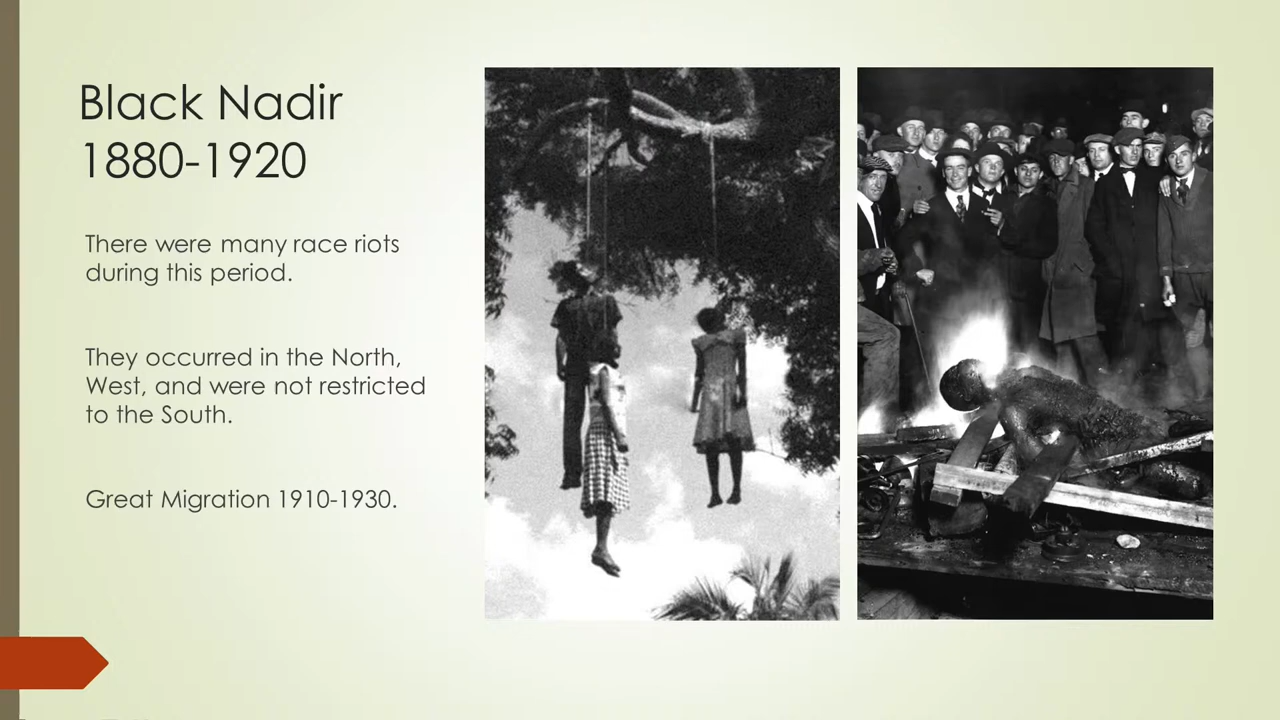 Black Nadir
1880-1920
There were many race riots
during this period.
They occurred in the North,
West, and were not restricted
to the South.
Great Migration 1910-1930.